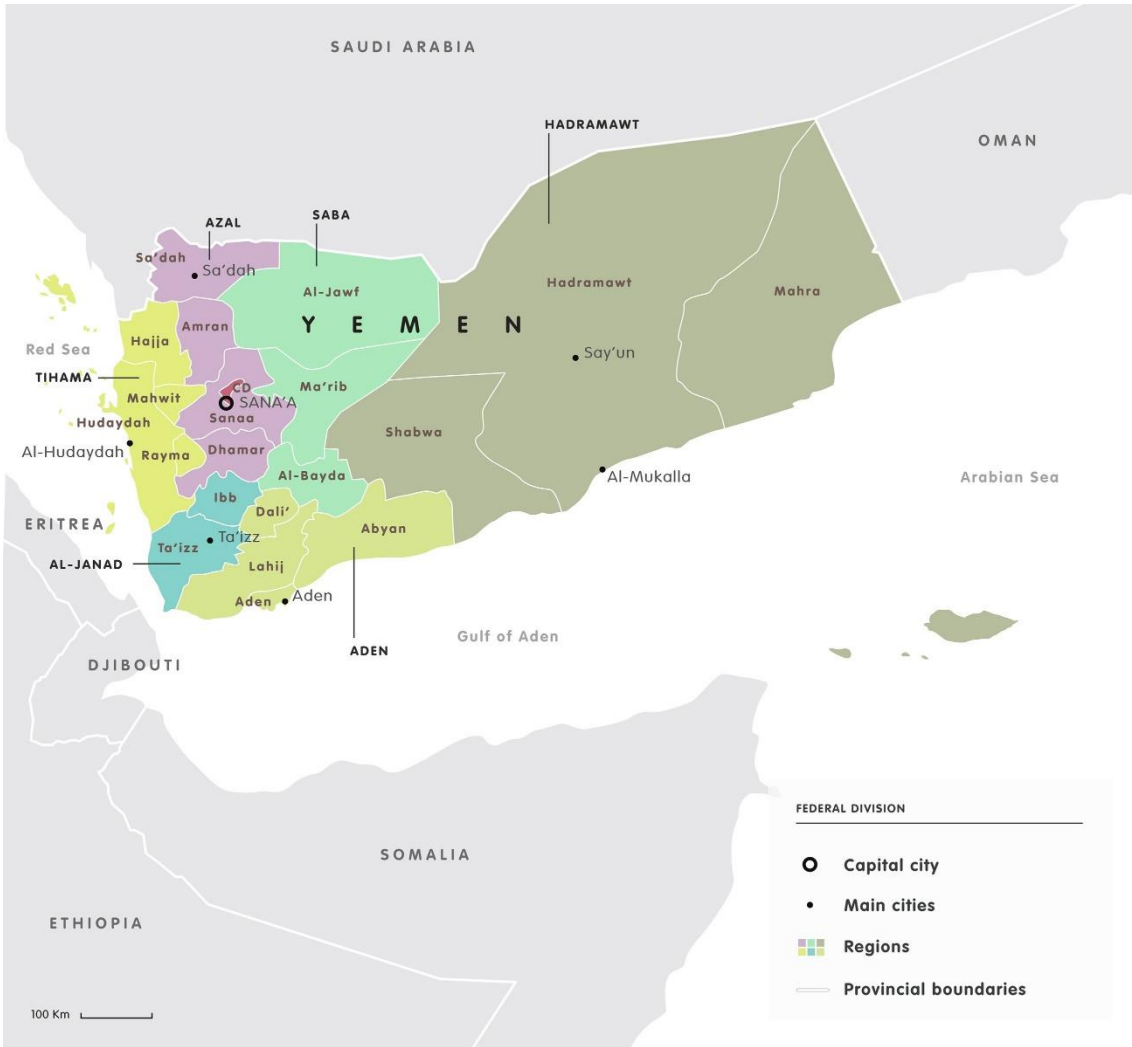 SAUDI ARABIA
HADRAMAWT
OMAN
AZAL
SABA
Sa'dah
Sa'dah
Al-Jawf
Hadramawt
Mahra
Amran
YEMEN
Hajja
Red Sea
Say'un
TIHAMA
CD
Ma'rib
Mahwit
SANA'A
Sanaa
Hudaydah
Shabwa
Al-Hudaydah
Rayma
Dhamar
Al-Bayda
Al-Mukalla
Arabian Sea
Ibb
Dali'
ERITREA
Abyan
Ta'izz
Ta'izz
AL-JANAD
Lahij
Aden
Aden
Gulf of Aden
ADEN
DJIBOUTI
FEDERAL DIVISION
Capital city
Main cities
Regions
Provincial boundaries
SOMALIA
ETHIOPIA
100 Km